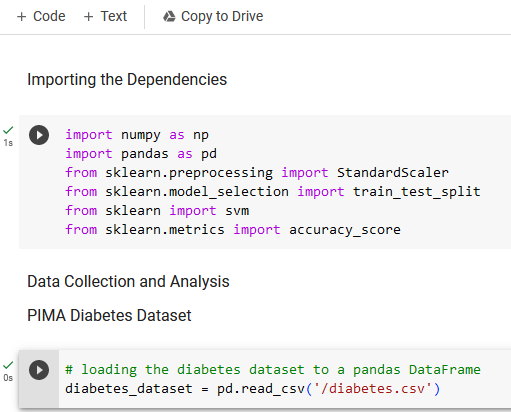 + Code + Text Copy to Drive
Importing the Dependencies
1s
import numpy as np
import pandas as pd
from sklearn.preprocessing import StandardScaler
from sklearn.model_selection import train_test_split
from sklearn import svm
from sklearn.metrics import accuracy_score
Data Collection and Analysis
PIMA Diabetes Dataset
0s
# loading the diabetes dataset to a pandas DataFrame
diabetes_dataset = pd.read_csv('/diabetes.csv')